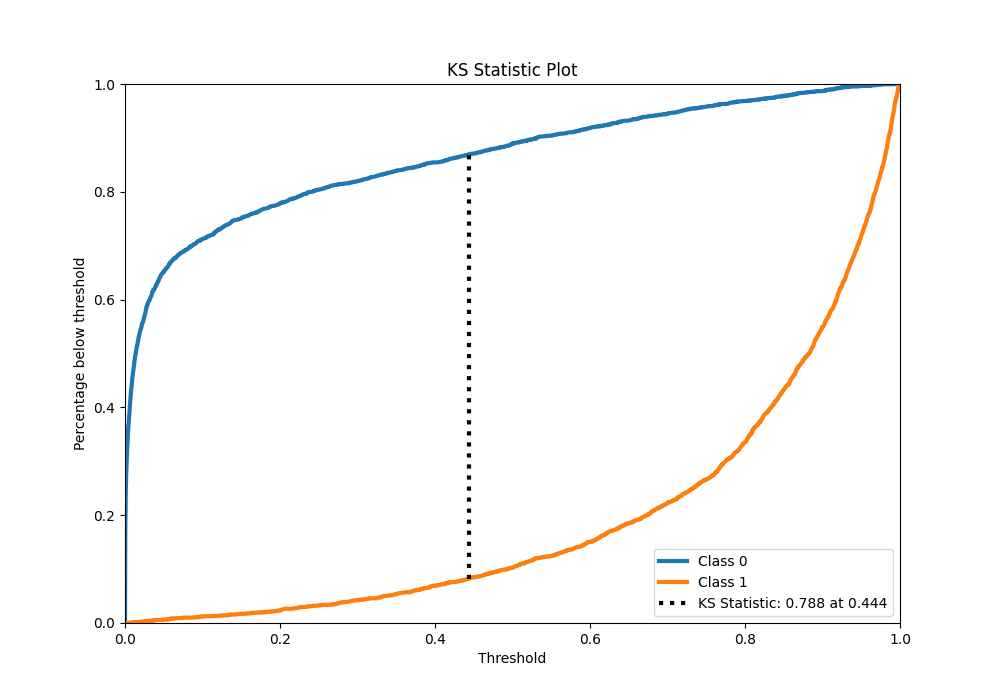 KS Statistic Plot
1.0
0.8
0.6
0.4
0.2
0.0
Percentage below threshold
0.0 0.2 0.4 0.6 0.8 1.0
Threshold
Class 0
Class 1
KS Statistic: 0.788 at 0.444